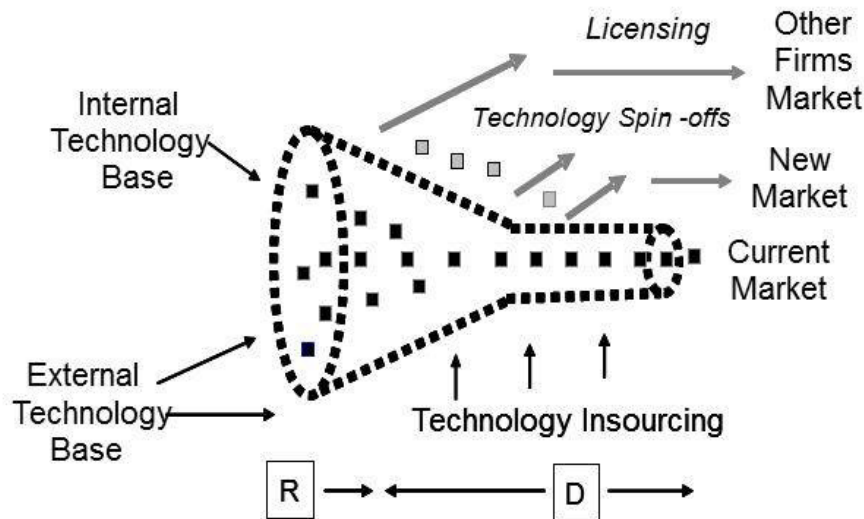 Licensing
Other
Firms
Market
Internal
Technology
Base
Technology Spin -offs
New
Market
Current
Market
External
Technology
Base
Technology Insourcing
R
D